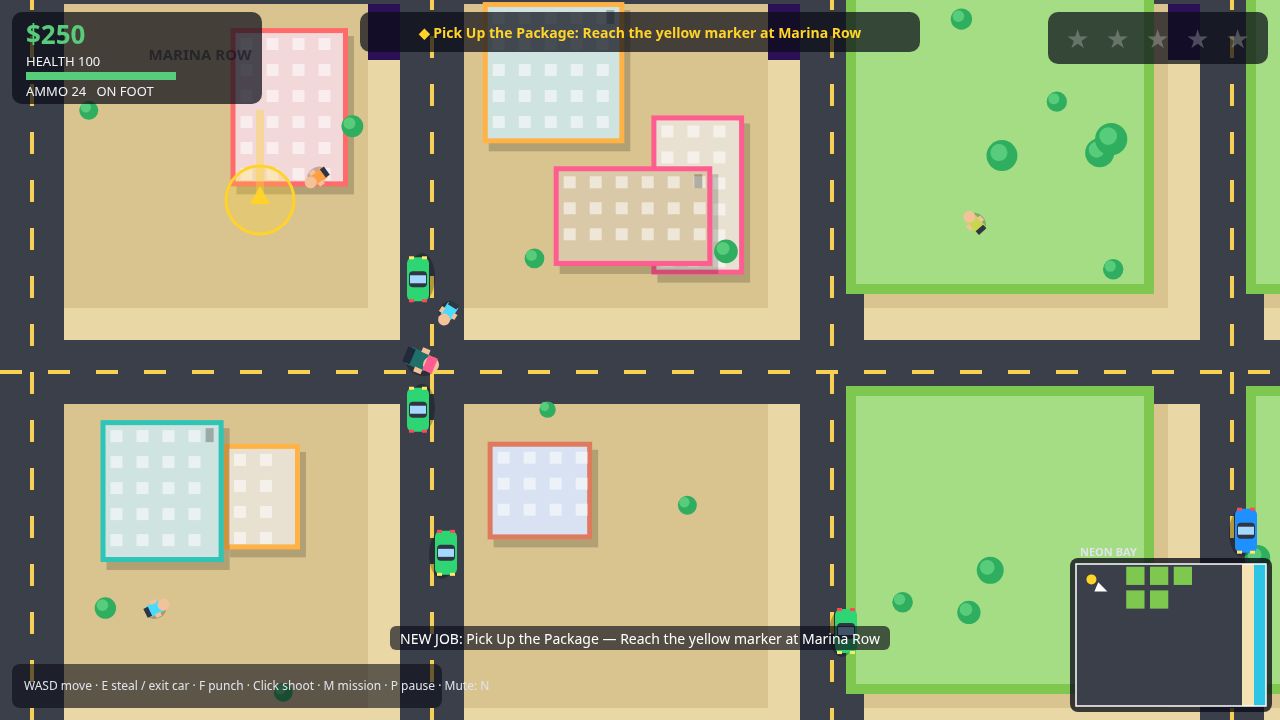 $250
MARINA ROW
HEALTH 100
AMMO 24 ON FOOT
◆ Pick Up the Package: Reach the yellow marker at Marina Row
★ ★ ★ ★ ★
NEON BAY
NEW JOB: Pick Up the Package — Reach the yellow marker at Marina Row
WASD move · E steal / exit car · F punch · Click shoot · M mission · P pause · Mute: N